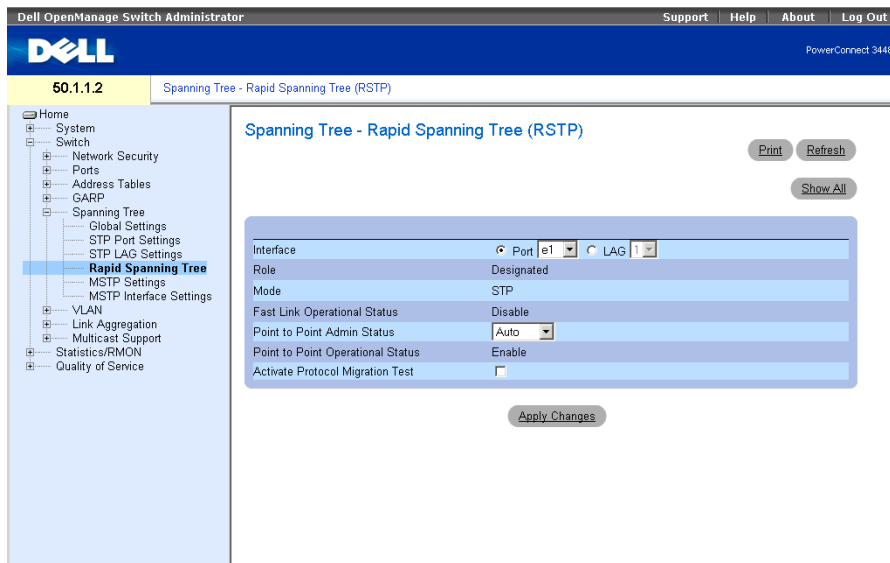 Dell OpenManage Switch Administrator
Support | Help | About | Log Out
DELL
PowerConnect 3448
50.1.1.2
Spanning Tree - Rapid Spanning Tree (RSTP)
Home
System
Switch
Network Security
Ports
Address Tables
GARP
Spanning Tree
Global Settings
STP Port Settings
STP LAG Settings
Rapid Spanning Tree
MSTP Settings
MSTP Interface Settings
VLAN
Link Aggregation
Multicast Support
Statistics/RMON
Quality of Service
Spanning Tree - Rapid Spanning Tree (RSTP)
Print Refresh
Show All
Interface Port e1 LAG 1
Role Designated
Mode STP
Fast Link Operational Status Disable
Point to Point Admin Status Auto
Point to Point Operational Status Enable
Activate Protocol Migration Test
Apply Changes